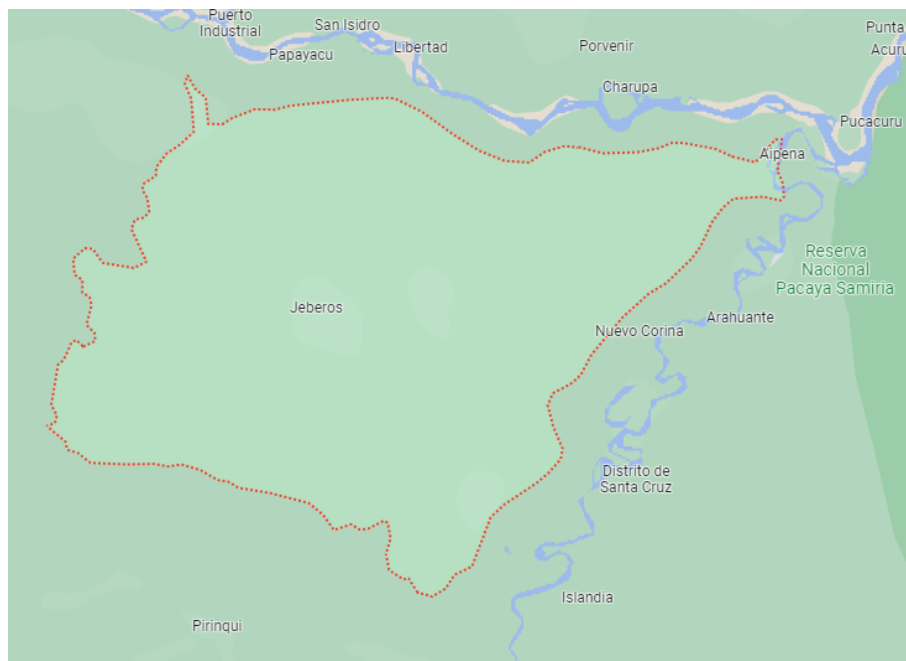 Puerto
Industrial
San Isidro
Papayacu
Libertad
Porvenir
Punta
Acuru
Charupa
Pucacuru
Aipena
Reserva
Nacional
Pacaya Samiria
Jeberos
Arahuante
Nuevo Corina
Distrito de
Santa Cruz
Islandia
Pirinqui